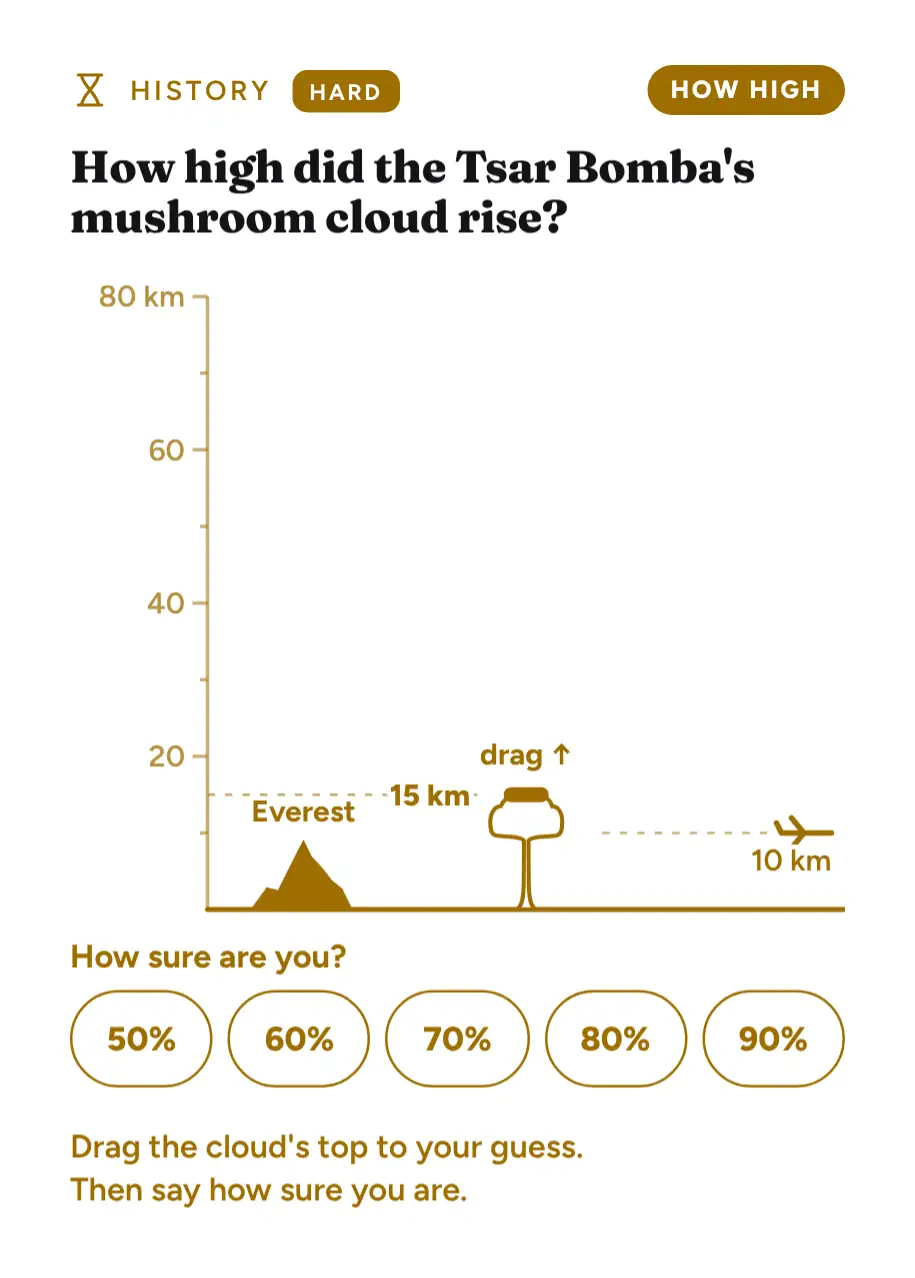 HISTORY HARD HOW HIGH
How high did the Tsar Bomba's
mushroom cloud rise?
80 km
60
40
20
drag ↑
15 km
Everest
10 km
How sure are you?
50% 60% 70% 80% 90%
Drag the cloud's top to your guess.
Then say how sure you are.